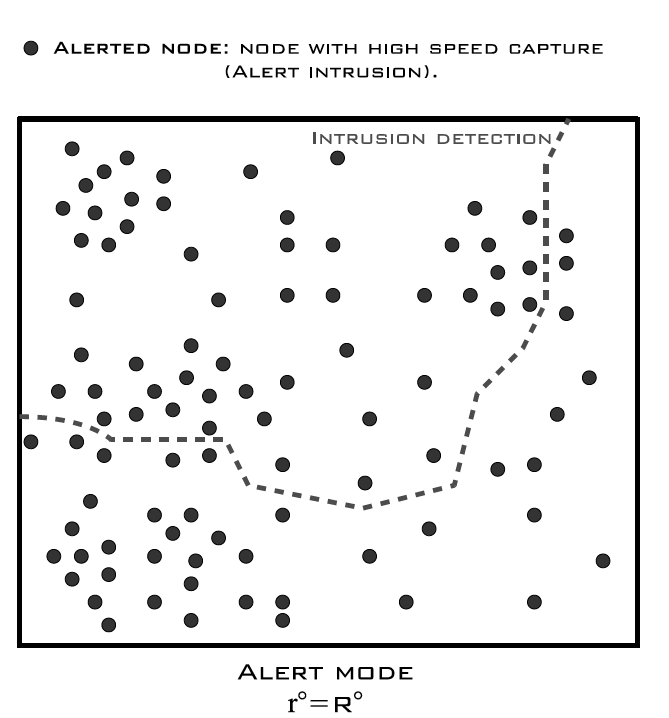 Alerted node: node with high speed capture
(Alert intrusion).
Intrusion detection
Alert mode
r°=R°